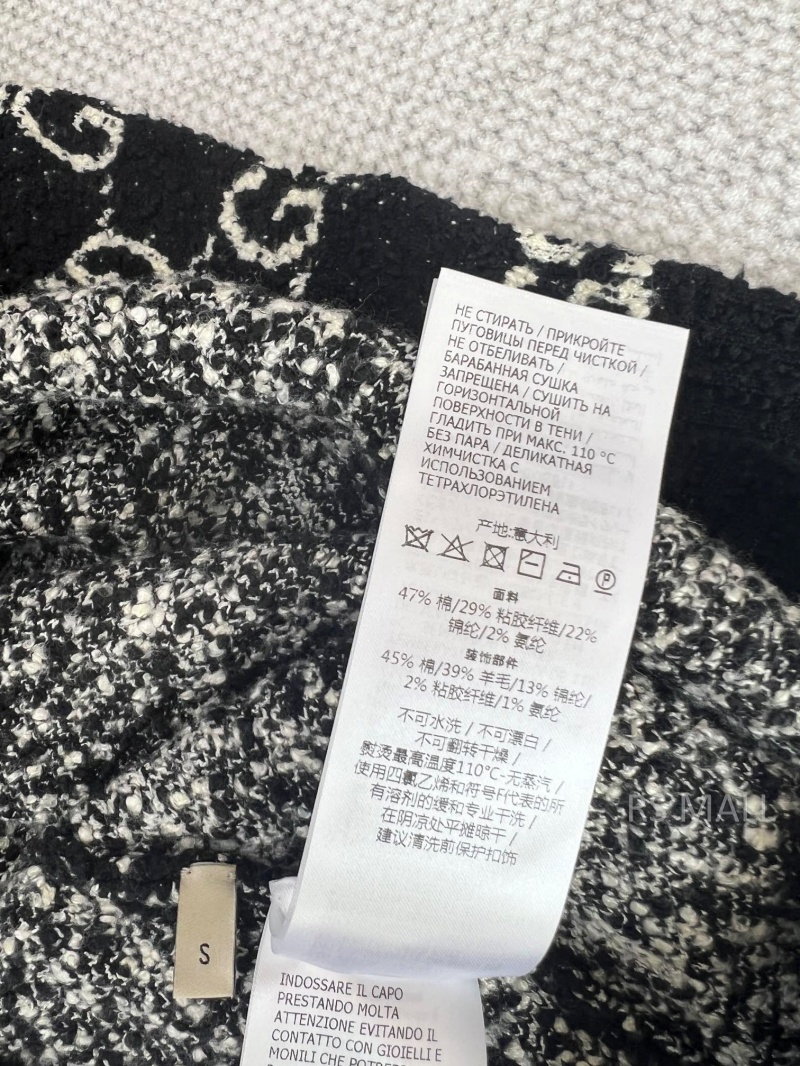 НЕ СТИРАТЬ / ПРИКРОЙТЕ
ПУГОВИЦЫ ПЕРЕД ЧИСТКОЙ /
НЕ ОТБЕЛИВАТЬ /
БАРАБАННАЯ СУШКА
ЗАПРЕЩЕНА / СУШИТЬ НА
ГОРИЗОНТАЛЬНОЙ
ПОВЕРХНОСТИ В ТЕНИ /
ГЛАДИТЬ ПРИ МАКС. 110 °C
БЕЗ ПАРА / ДЕЛИКАТНАЯ
ХИМЧИСТКА С
ИСПОЛЬЗОВАНИЕМ
ТЕТРАХЛОРЭТИЛЕНА
产地:意大利
P
面料
47% 棉/29% 粘胶纤维/22%
锦纶/2% 氨纶
装饰部件
45% 棉/39% 羊毛/13% 锦纶/
2% 粘胶纤维/1% 氨纶
不可水洗 / 不可漂白 /
不可翻转干燥 /
熨烫最高温度110°C-无蒸汽 /
使用四氯乙烯和符号F代表的所
有溶剂的缓和专业干洗 /
在阴凉处平摊晾干 /
建议清洗前保护扣饰
S
INDOSSARE IL CAPO
PRESTANDO MOLTA
ATTENZIONE EVITANDO IL
CONTATTO CON GIOIELLI E
MONILI CHE